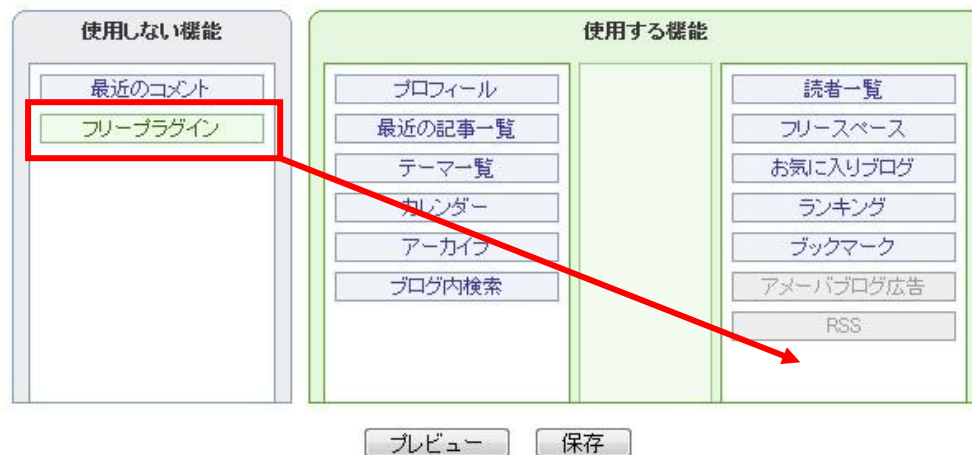 使用しない機能
最近のコメント
フリープラグイン
使用する機能
プロフィール
最近の記事一覧
テーマ一覧
カレンダー
アーカイブ
ブログ内検索
読者一覧
フリースペース
お気に入りブログ
ランキング
ブックマーク
アメーバブログ広告
RSS
プレビュー
保存